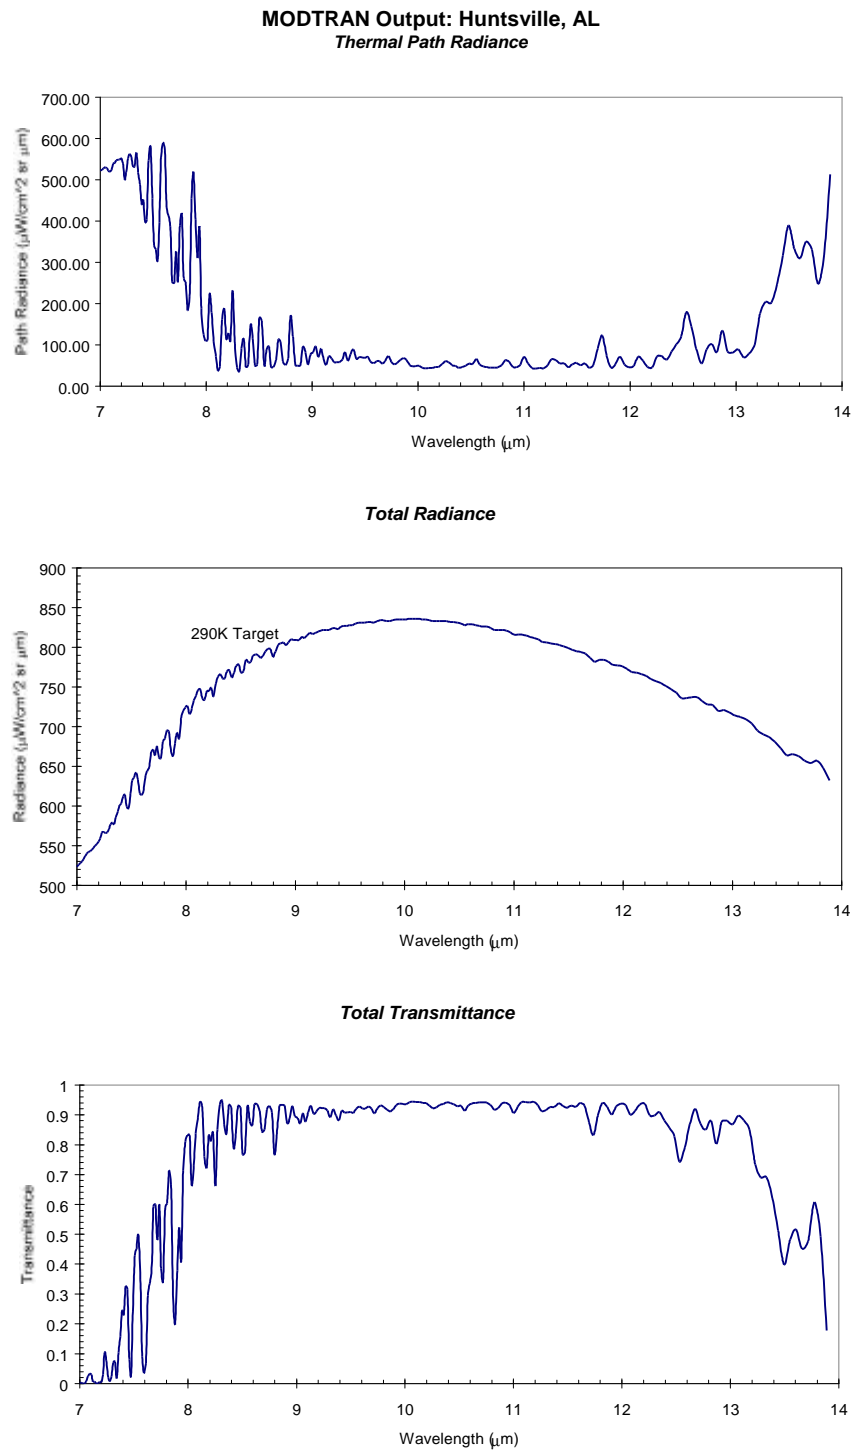 MODTRAN Output: Huntsville, AL
Thermal Path Radiance
700.00
600.00
500.00
400.00
300.00
200.00
100.00
0.00
Path Radiance (μW/cm^2 sr μm)
7 8 9 10 11 12 13 14
Wavelength (μm)
Total Radiance
900
850
800
750
700
650
600
550
500
Radiance (μW/cm^2 sr μm)
290K Target
7 8 9 10 11 12 13 14
Wavelength (μm)
Total Transmittance
1
0.9
0.8
0.7
0.6
0.5
0.4
0.3
0.2
0.1
0
Transmittance
7 8 9 10 11 12 13 14
Wavelength (μm)